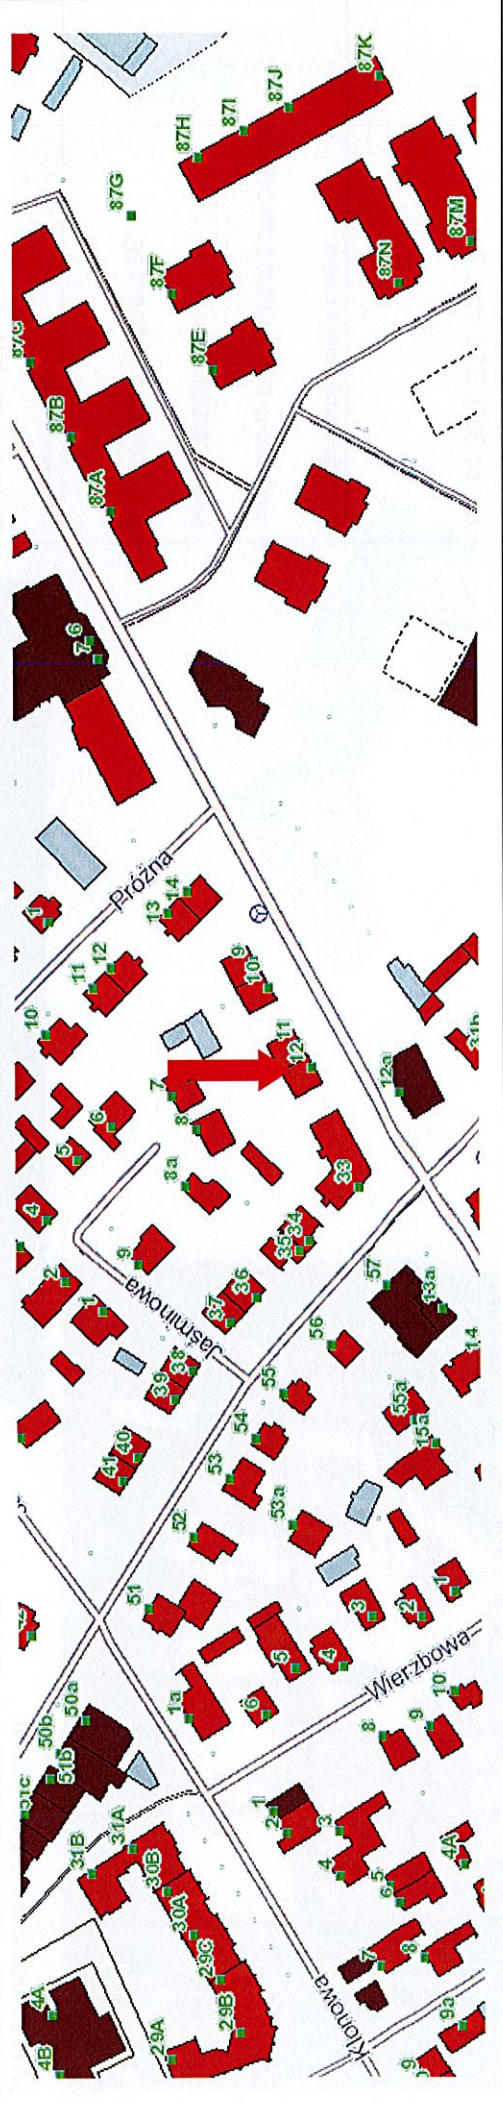 87K
87J
87I
87H
87G
87F
87E
87N
87M
87C
87B
87A
7
6
Próżna
1
14
13
12
11
10
9
10
11
12
7
8
6
5
4
8a
9
2
1
33
34
35
36
37
Jaśminowa
38
39
40
41
12a
31b
57
13a
14
56
55
54
53
53a
55a
15a
52
51
1a
6
5
4
3
2
1
Wierzbowa
10
9
8
50b
50a
51b
31B
31A
30B
30A
29C
29B
29A
4A
4B
1
2
3
4
5
6
4A
7
8
9a
9
Klonowa